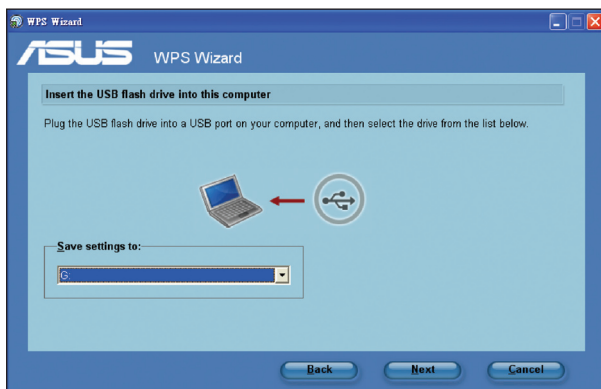 WPS Wizard
ASUS WPS Wizard
Insert the USB flash drive into this computer
Plug the USB flash drive into a USB port on your computer, and then select the drive from the list below.
Save settings to:
G:
Back Next Cancel